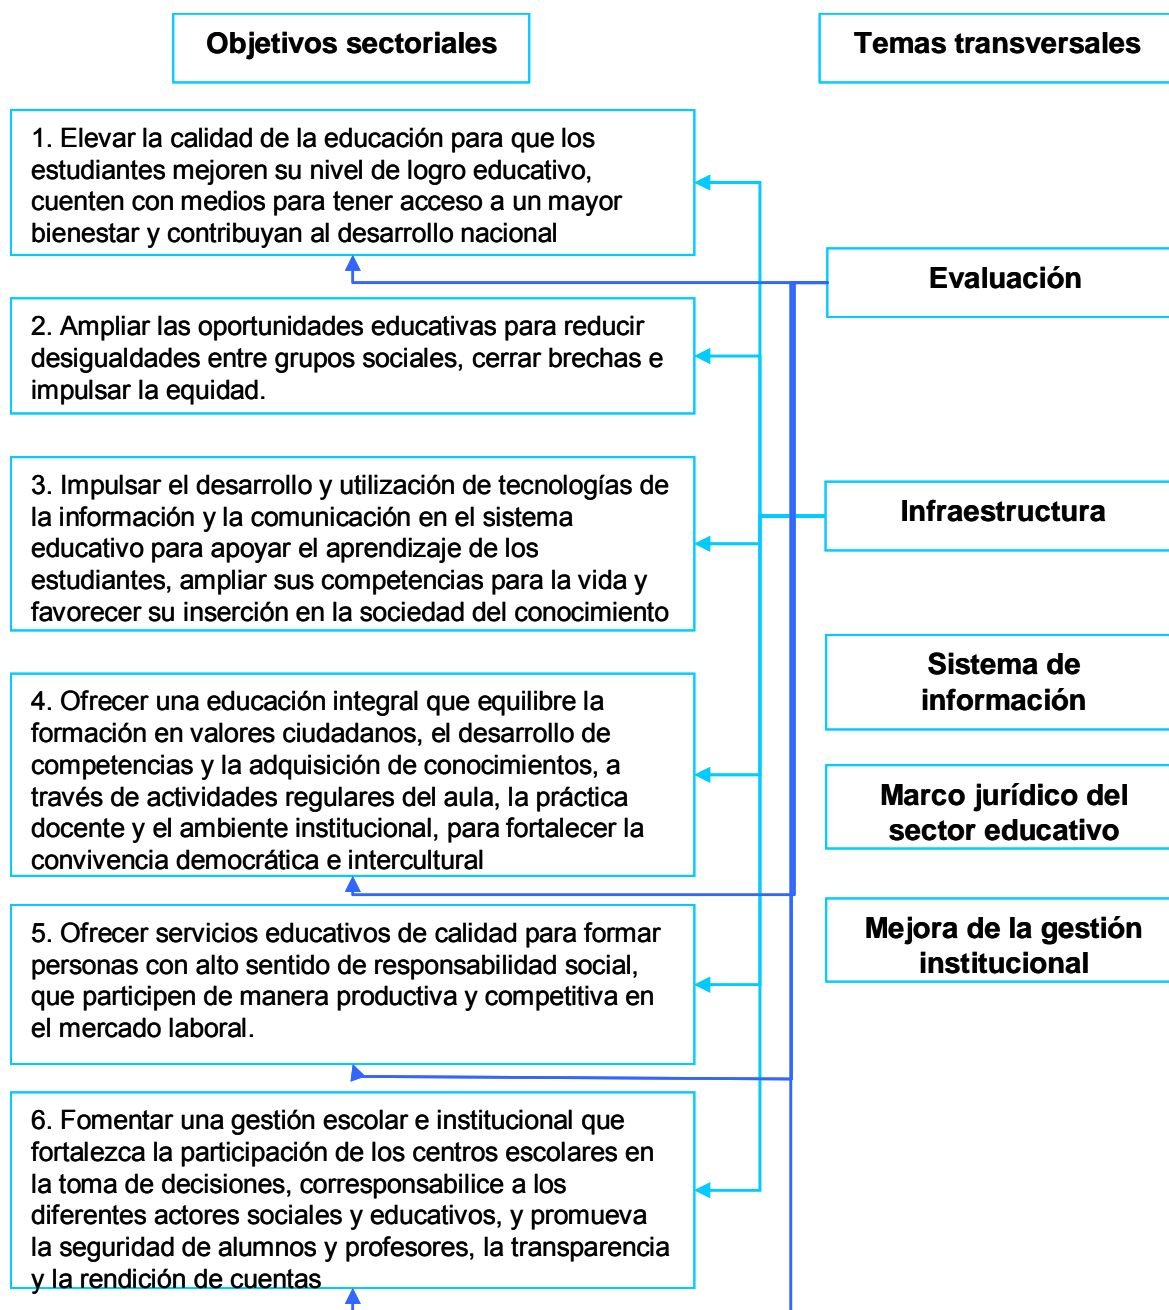 Objetivos sectoriales
Temas transversales
1. Elevar la calidad de la educación para que los
estudiantes mejoren su nivel de logro educativo,
cuenten con medios para tener acceso a un mayor
bienestar y contribuyan al desarrollo nacional
Evaluación
2. Ampliar las oportunidades educativas para reducir
desigualdades entre grupos sociales, cerrar brechas e
impulsar la equidad.
3. Impulsar el desarrollo y utilización de tecnologías de
la información y la comunicación en el sistema
educativo para apoyar el aprendizaje de los
estudiantes, ampliar sus competencias para la vida y
favorecer su inserción en la sociedad del conocimiento
Infraestructura
Sistema de
información
4. Ofrecer una educación integral que equilibre la
formación en valores ciudadanos, el desarrollo de
competencias y la adquisición de conocimientos, a
través de actividades regulares del aula, la práctica
docente y el ambiente institucional, para fortalecer la
convivencia democrática e intercultural
Marco jurídico del
sector educativo
5. Ofrecer servicios educativos de calidad para formar
personas con alto sentido de responsabilidad social,
que participen de manera productiva y competitiva en
el mercado laboral.
Mejora de la gestión
institucional
6. Fomentar una gestión escolar e institucional que
fortalezca la participación de los centros escolares en
la toma de decisiones, corresponsabilice a los
diferentes actores sociales y educativos, y promueva
la seguridad de alumnos y profesores, la transparencia
y la rendición de cuentas